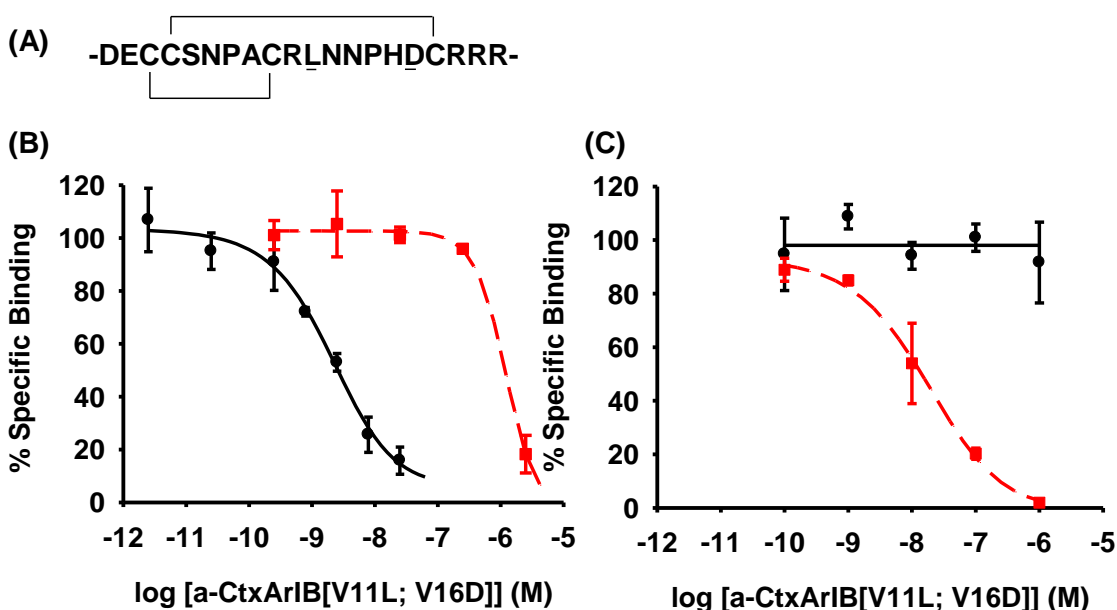 (A)
-DECCSNPACRLNNPHDCRRR-
(B)
(C)
% Specific Binding
120
100
80
60
40
20
0
-12 -11 -10 -9 -8 -7 -6 -5
log [a-CtxArIB[V11L; V16D]] (M)
% Specific Binding
120
100
80
60
40
20
0
-12 -11 -10 -9 -8 -7 -6 -5
log [a-CtxArIB[V11L; V16D]] (M)